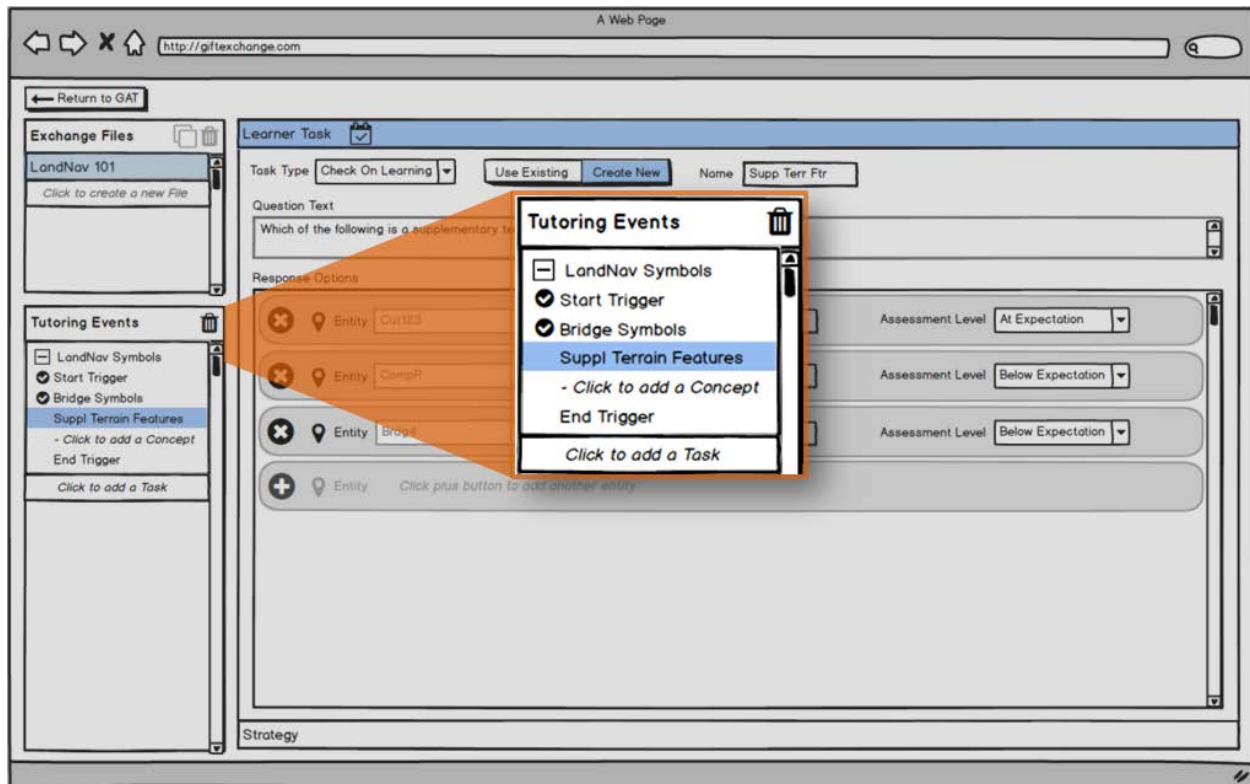 A Web Page
http://giftexchange.com
Return to GAT
Exchange Files
LandNav 101
Click to create a new File
Tutoring Events
LandNav Symbols
Start Trigger
Bridge Symbols
Suppl Terrain Features
- Click to add a Concept
End Trigger
Click to add a Task
Learner Task
Task Type Check On Learning Use Existing Create New Name Supp Terr Ftr
Question Text
Which of the following is a supplementary
Response Options
Entity Cult123 Assessment Level At Expectation
Entity CompR Assessment Level Below Expectation
Entity Assessment Level Below Expectation
Entity Click plus button to add another entity
Strategy
Tutoring Events
LandNav Symbols
Start Trigger
Bridge Symbols
Suppl Terrain Features
- Click to add a Concept
End Trigger
Click to add a Task